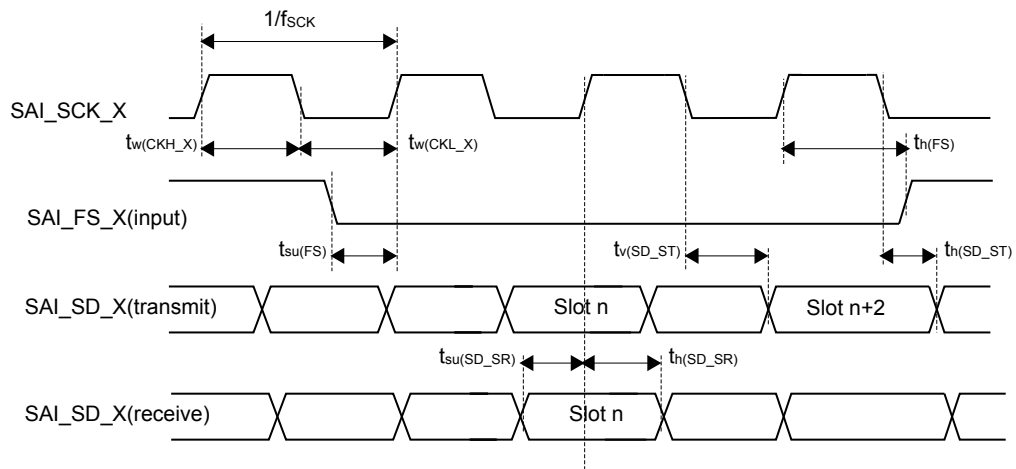 1/fSCK
SAI_SCK_X
tw(CKH_X)
tw(CKL_X)
th(FS)
SAI_FS_X(input)
tsu(FS)
tv(SD_ST)
th(SD_ST)
SAI_SD_X(transmit)
Slot n
Slot n+2
tsu(SD_SR)
th(SD_SR)
SAI_SD_X(receive)
Slot n